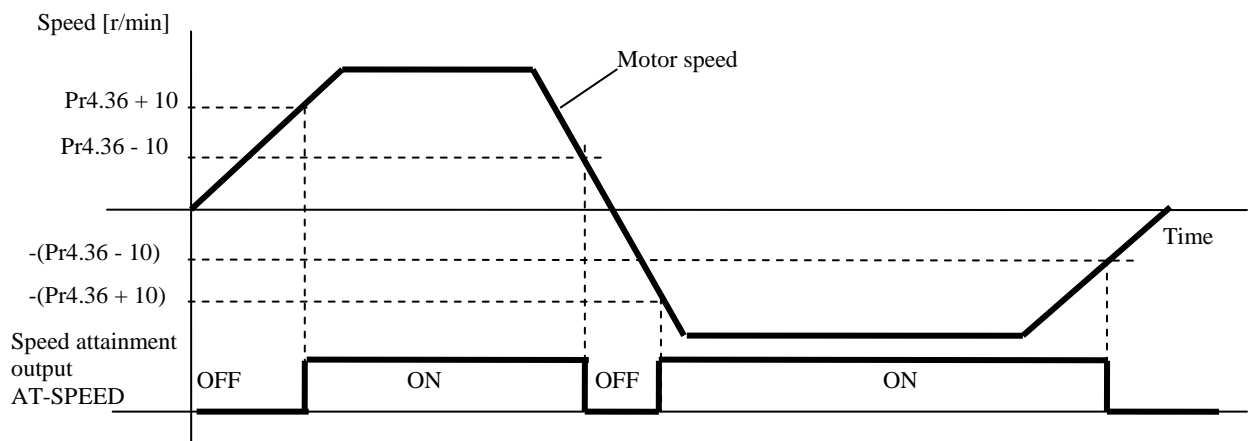 Speed [r/min]
Motor speed
Pr4.36 + 10
Pr4.36 - 10
Time
-(Pr4.36 - 10)
-(Pr4.36 + 10)
Speed attainment
output
AT-SPEED
OFF
ON
OFF
ON